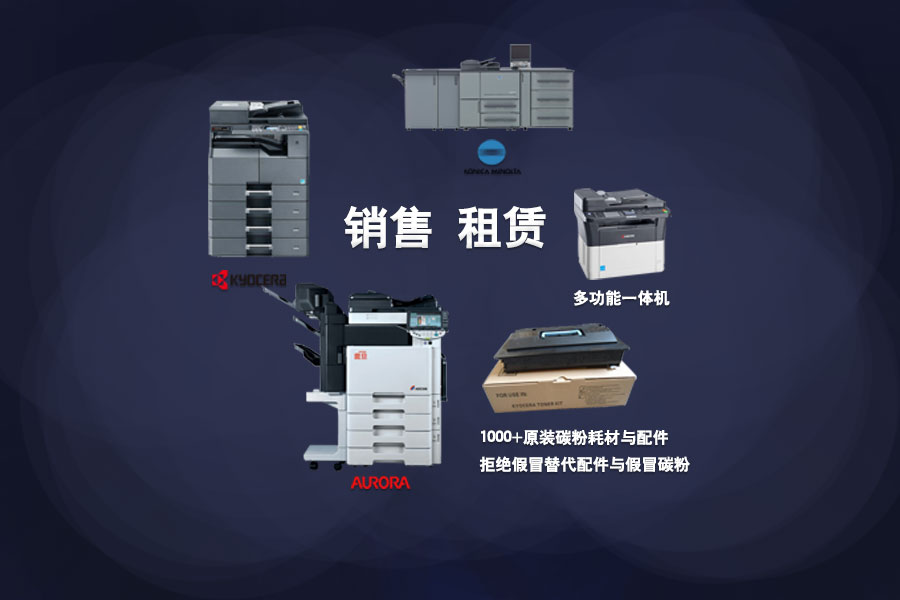 KONICA MINOLTA
销售 租赁
KYOCERA
多功能一体机
FOR USE IN
KYOCERA TONER KIT
1000+原装碳粉耗材与配件
拒绝假冒替代配件与假冒碳粉
AURORA